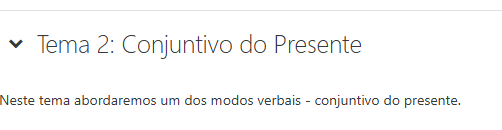 Tema 2: Conjuntivo do Presente
Neste tema abordaremos um dos modos verbais - conjuntivo do presente.